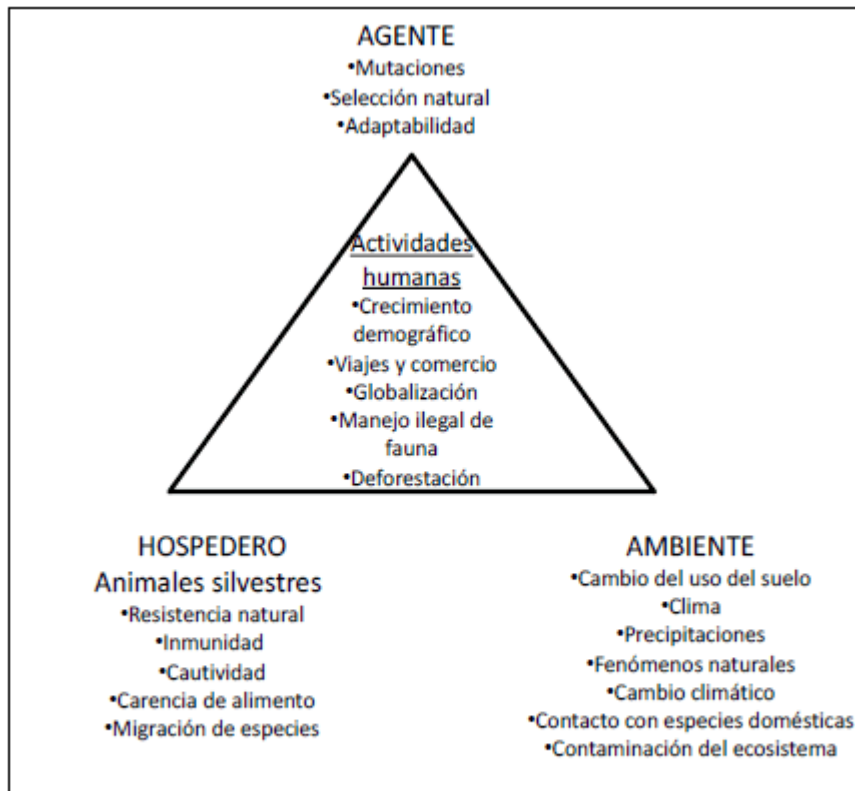 AGENTE
•Mutaciones
•Selección natural
•Adaptabilidad
Actividades
humanas
•Crecimiento
demográfico
•Viajes y comercio
•Globalización
•Manejo ilegal de
fauna
•Deforestación
HOSPEDERO
Animales silvestres
•Resistencia natural
•Inmunidad
•Cautividad
•Carencia de alimento
•Migración de especies
AMBIENTE
•Cambio del uso del suelo
•Clima
•Precipitaciones
•Fenómenos naturales
•Cambio climático
•Contacto con especies domésticas
•Contaminación del ecosistema